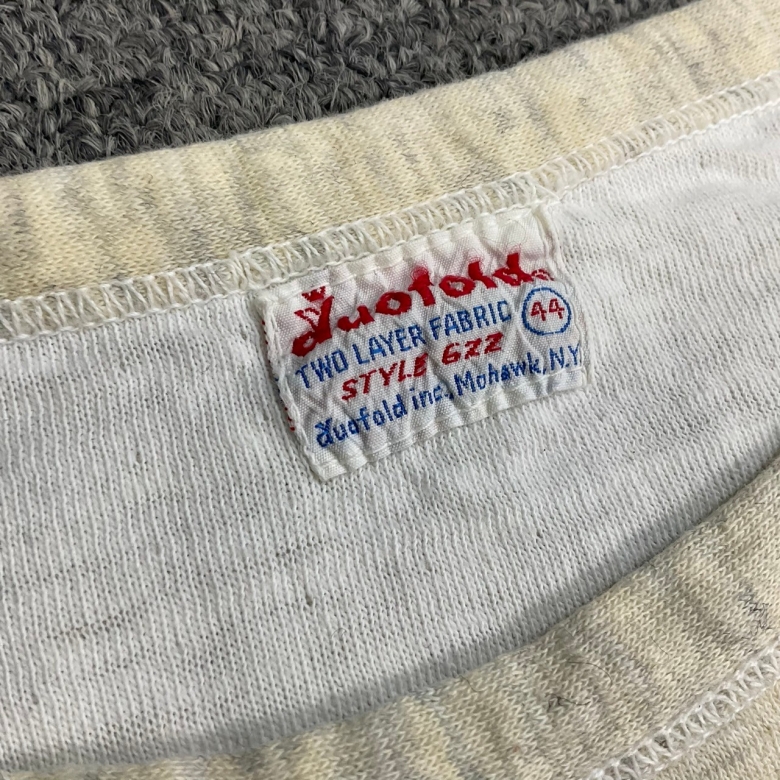 duofold
TWO LAYER FABRIC 44
STYLE 622
duofold inc., Mohawk, N.Y.